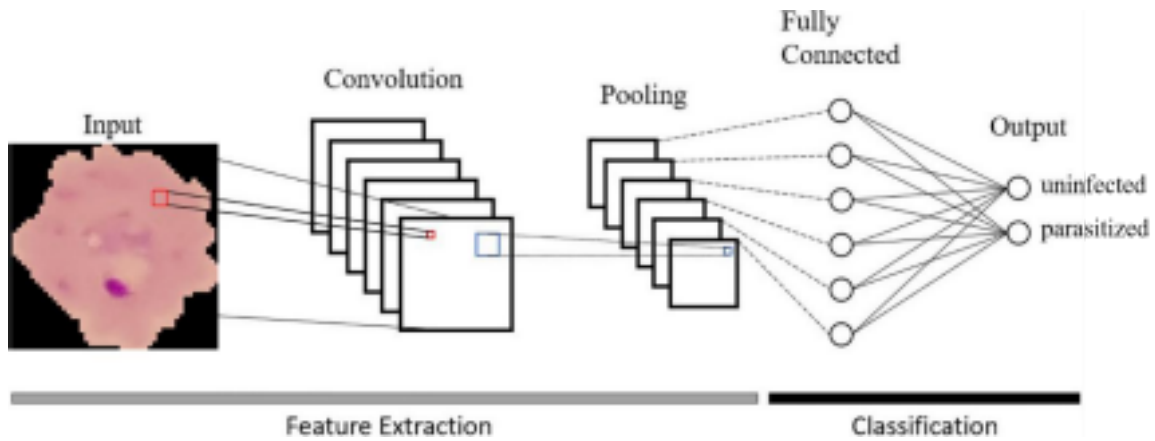 Fully
Connected
Convolution
Pooling
Input
Output
uninfected
parasitized
Feature Extraction
Classification